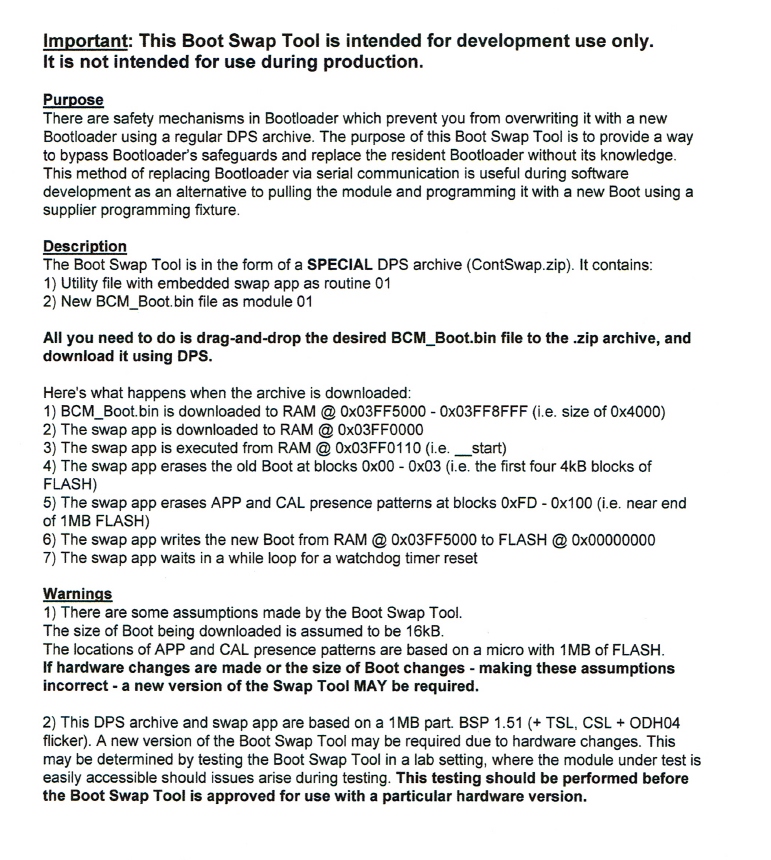 Important: This Boot Swap Tool is intended for development use only.
It is not intended for use during production.
Purpose
There are safety mechanisms in Bootloader which prevent you from overwriting it with a new
Bootloader using a regular DPS archive. The purpose of this Boot Swap Tool is to provide a way
to bypass Bootloader's safeguards and replace the resident Bootloader without its knowledge.
This method of replacing Bootloader via serial communication is useful during software
development as an alternative to pulling the module and programming it with a new Boot using a
supplier programming fixture.
Description
The Boot Swap Tool is in the form of a SPECIAL DPS archive (ContSwap.zip). It contains:
1) Utility file with embedded swap app as routine 01
2) New BCM_Boot.bin file as module 01
All you need to do is drag-and-drop the desired BCM_Boot.bin file to the .zip archive, and
download it using DPS.
Here's what happens when the archive is downloaded:
1) BCM_Boot.bin is downloaded to RAM @ 0x03FF5000 - 0x03FF8FFF (i.e. size of 0x4000)
2) The swap app is downloaded to RAM @ 0x03FF0000
3) The swap app is executed from RAM @ 0x03FF0110 (i.e. __start)
4) The swap app erases the old Boot at blocks 0x00 - 0x03 (i.e. the first four 4kB blocks of
FLASH)
5) The swap app erases APP and CAL presence patterns at blocks 0xFD - 0x100 (i.e. near end
of 1MB FLASH)
6) The swap app writes the new Boot from RAM @ 0x03FF5000 to FLASH @ 0x00000000
7) The swap app waits in a while loop for a watchdog timer reset
Warnings
1) There are some assumptions made by the Boot Swap Tool.
The size of Boot being downloaded is assumed to be 16kB.
The locations of APP and CAL presence patterns are based on a micro with 1MB of FLASH.
If hardware changes are made or the size of Boot changes - making these assumptions
incorrect - a new version of the Swap Tool MAY be required.
2) This DPS archive and swap app are based on a 1MB part. BSP 1.51 (+ TSL, CSL + ODH04
flicker). A new version of the Boot Swap Tool may be required due to hardware changes. This
may be determined by testing the Boot Swap Tool in a lab setting, where the module under test is
easily accessible should issues arise during testing. This testing should be performed before
the Boot Swap Tool is approved for use with a particular hardware version.